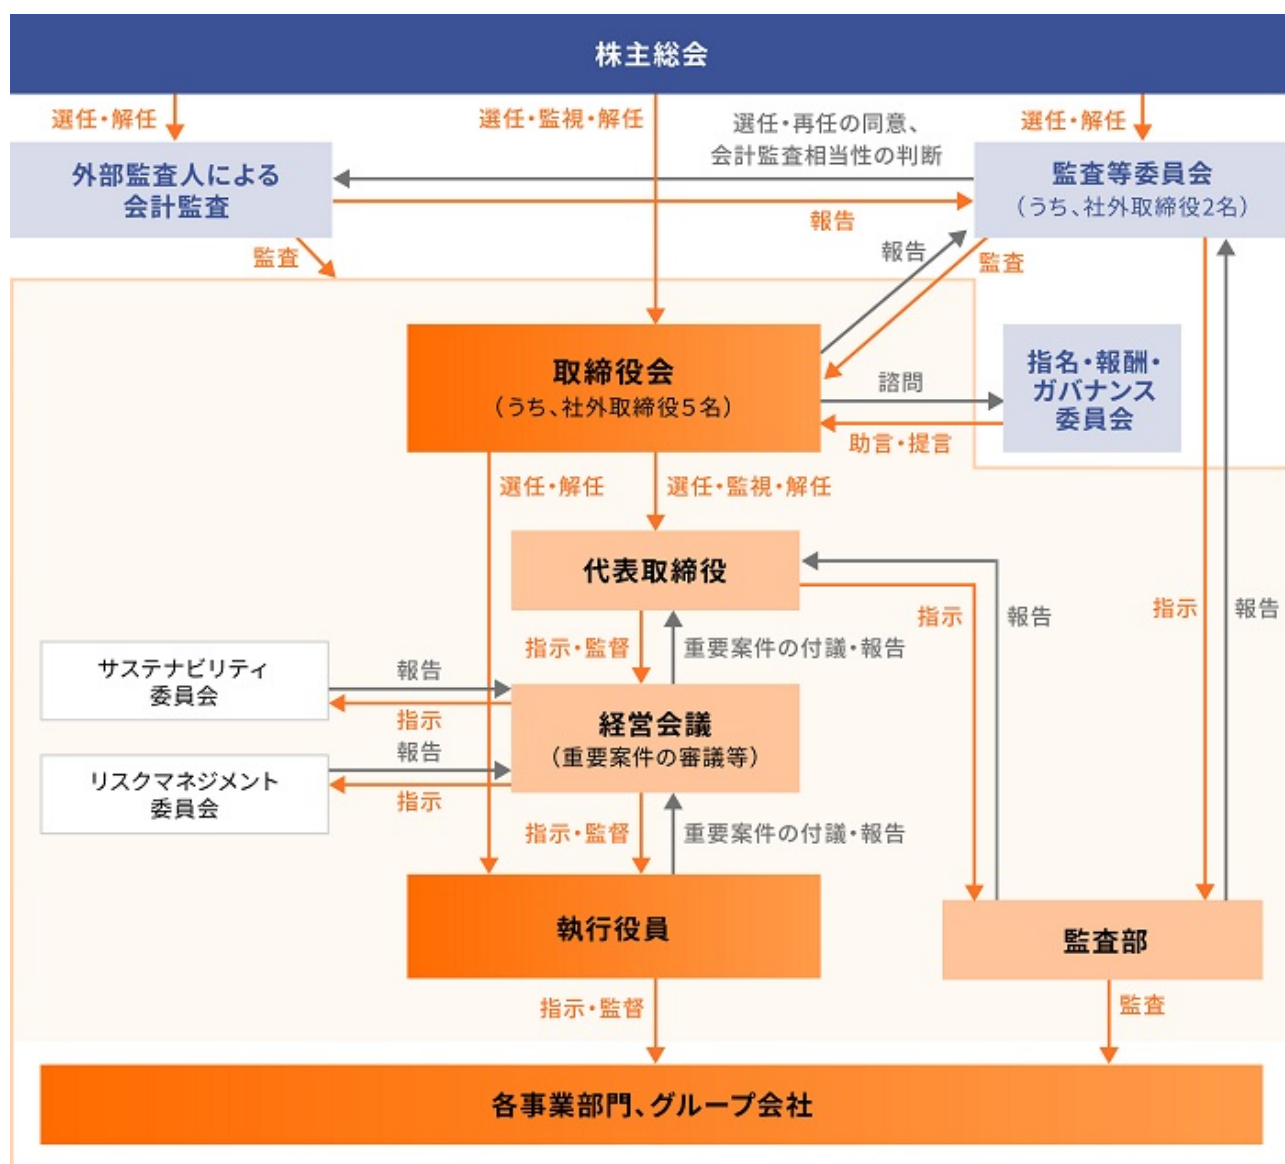 株主総会
選任・解任
選任・監視・解任
選任・再任の同意、
会計監査相当性の判断
選任・解任
外部監査人による
会計監査
監査等委員会
（うち、社外取締役2名）
報告
監査
報告
監査
取締役会
（うち、社外取締役５名）
諮問
助言・提言
指名・報酬・
ガバナンス
委員会
選任・解任
選任・監視・解任
代表取締役
指示・監督
重要案件の付議・報告
指示
報告
指示
報告
サステナビリティ
委員会
報告
指示
経営会議
（重要案件の審議等）
リスクマネジメント
委員会
報告
指示
指示・監督
重要案件の付議・報告
執行役員
監査部
指示・監督
監査
各事業部門、グループ会社